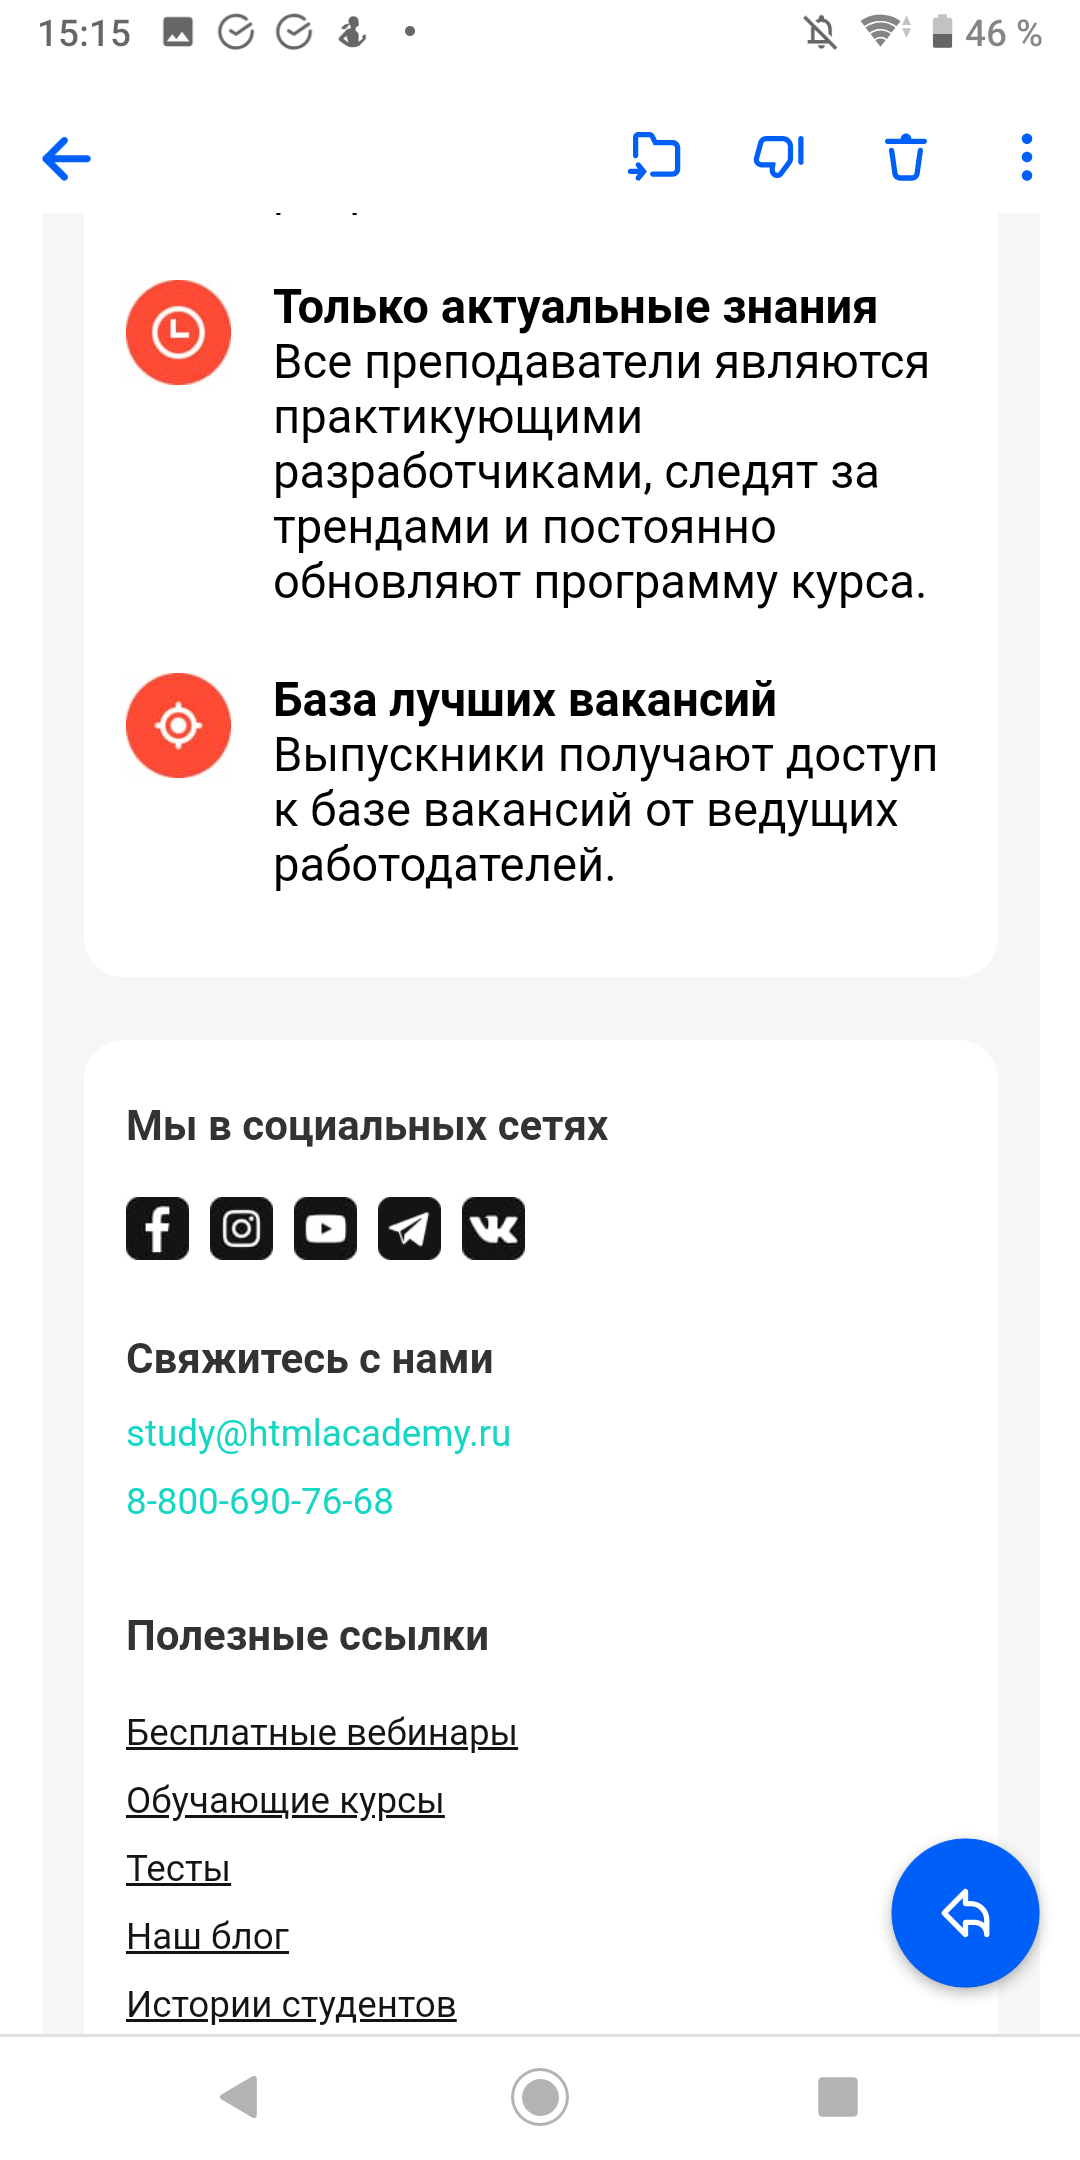 15:15
46 %
Только актуальные знания
Все преподаватели являются
практикующими
разработчиками, следят за
трендами и постоянно
обновляют программу курса.
База лучших вакансий
Выпускники получают доступ
к базе вакансий от ведущих
работодателей.
Мы в социальных сетях
Свяжитесь с нами
study@htmlacademy.ru
8-800-690-76-68
Полезные ссылки
Бесплатные вебинары
Обучающие курсы
Тесты
Наш блог
Истории студентов